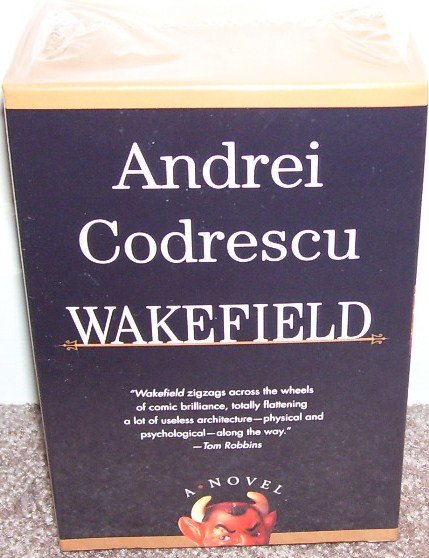 Andrei
Codrescu
WAKEFIELD
"Wakefield zigzags across the wheels
of comic brilliance, totally flattening
a lot of useless architecture—physical and
psychological—along the way."
—Tom Robbins
A • NOVEL